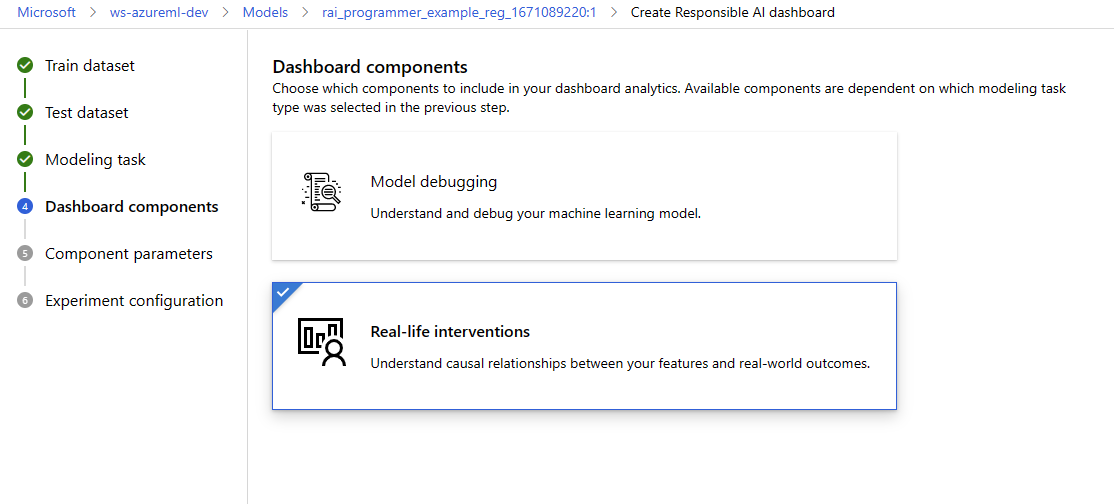 Microsoft > ws-azureml-dev > Models > rai_programmer_example_reg_1671089220:1 > Create Responsible AI dashboard
Train dataset
Test dataset
Modeling task
4 Dashboard components
5 Component parameters
6 Experiment configuration
Dashboard components
Choose which components to include in your dashboard analytics. Available components are dependent on which modeling task
type was selected in the previous step.
Model debugging
Understand and debug your machine learning model.
Real-life interventions
Understand causal relationships between your features and real-world outcomes.